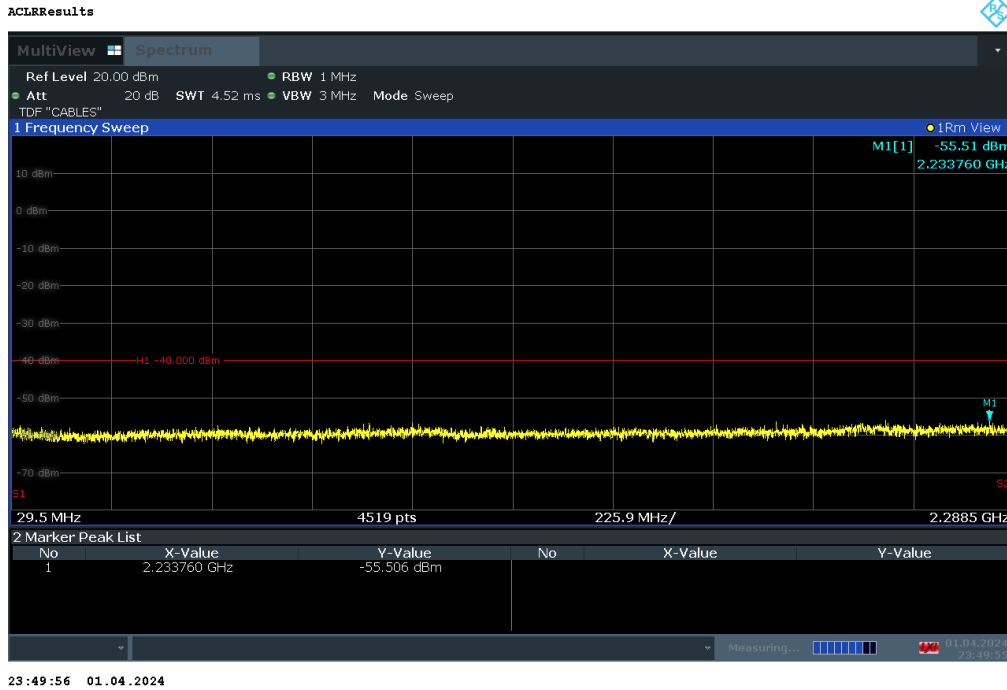 ACLRResults
R&S
MultiView Spectrum
Ref Level 20.00 dBm RBW 1 MHz
Att 20 dB SWT 4.52 ms VBW 3 MHz Mode Sweep
TDF "CABLES"
1 Frequency Sweep 1Rm View
M1[1] -55.51 dBm
2.233760 GHz
10 dBm
0 dBm
-10 dBm
-20 dBm
-30 dBm
-40 dBm H1 -40.000 dBm
-50 dBm
M1
-70 dBm
S1 S2
29.5 MHz 4519 pts 225.9 MHz/ 2.2885 GHz
2 Marker Peak List
No X-Value Y-Value No X-Value Y-Value
1 2.233760 GHz -55.506 dBm
Measuring... 01.04.2024
23:49:55
23:49:56 01.04.2024